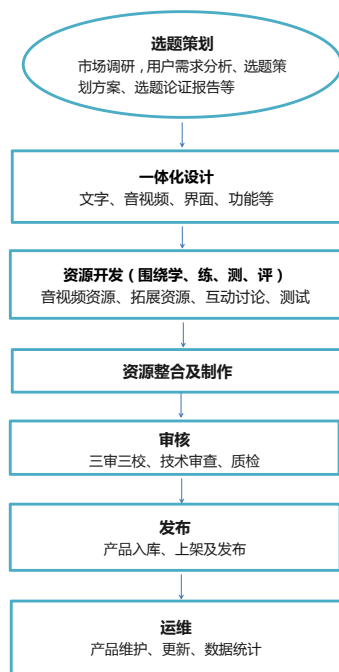 选题策划
市场调研，用户需求分析、选题策
划方案、选题论证报告等
一体化设计
文字、音视频、界面、功能等
资源开发（围绕学、练、测、评）
音视频资源、拓展资源、互动讨论、测试
资源整合及制作
审核
三审三校、技术审查、质检
发布
产品入库、上架及发布
运维
产品维护、更新、数据统计